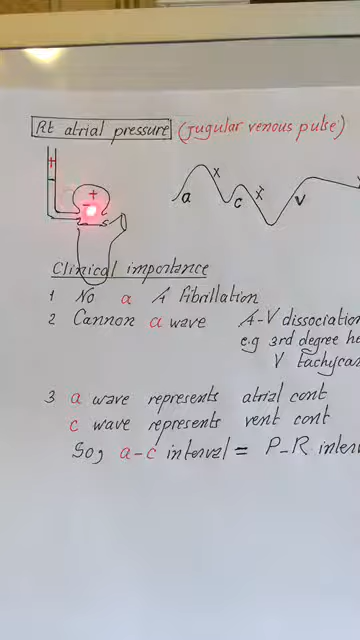 Rt atrial pressure (jugular venous pulse)
+
+
-
a
x
c
x
v
x
Clinical importance
1 No a A fibrillation
2 Cannon a wave A-V dissociation
e.g 3rd degree he
V tachycar
3 a wave represents atrial cont
c wave represents vent cont
So, a-c interval = P-R inter